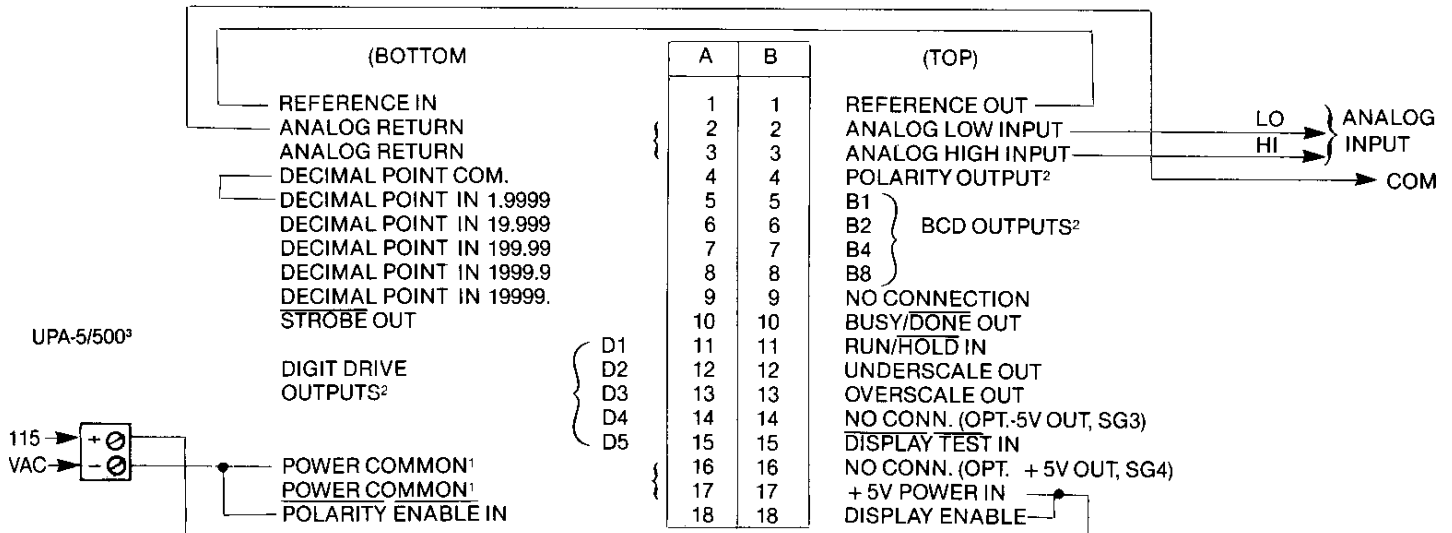 (BOTTOM A B (TOP)
REFERENCE IN 1 1 REFERENCE OUT
ANALOG RETURN { 2 2 ANALOG LOW INPUT LO } ANALOG
ANALOG RETURN 3 3 ANALOG HIGH INPUT HI INPUT
DECIMAL POINT COM. 4 4 POLARITY OUTPUT² COM
DECIMAL POINT IN 1.9999 5 5 B1
DECIMAL POINT IN 19.999 6 6 B2 } BCD OUTPUTS²
DECIMAL POINT IN 199.99 7 7 B4
DECIMAL POINT IN 1999.9 8 8 B8
DECIMAL POINT IN 19999. 9 9 NO CONNECTION
STROBE OUT 10 10 BUSY/DONE OUT
UPA-5/500³ D1 11 11 RUN/HOLD IN
DIGIT DRIVE { D2 12 12 UNDERSCALE OUT
OUTPUTS² D3 13 13 OVERSCALE OUT
D4 14 14 NO CONN. (OPT.-5V OUT, SG3)
115 + D5 15 15 DISPLAY TEST IN
VAC - POWER COMMON¹ { 16 16 NO CONN. (OPT. + 5V OUT, SG4)
POWER COMMON¹ 17 17 + 5V POWER IN
POLARITY ENABLE IN 18 18 DISPLAY ENABLE